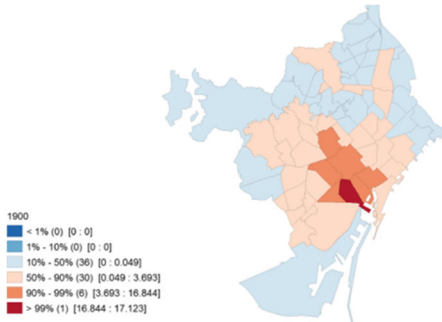 1900
< 1% (0) [0 : 0]
1% - 10% (0) [0 : 0]
10% - 50% (36) [0 : 0.049]
50% - 90% (30) [0.049 : 3.693]
90% - 99% (6) [3.693 : 16.844]
> 99% (1) [16.844 : 17.123]